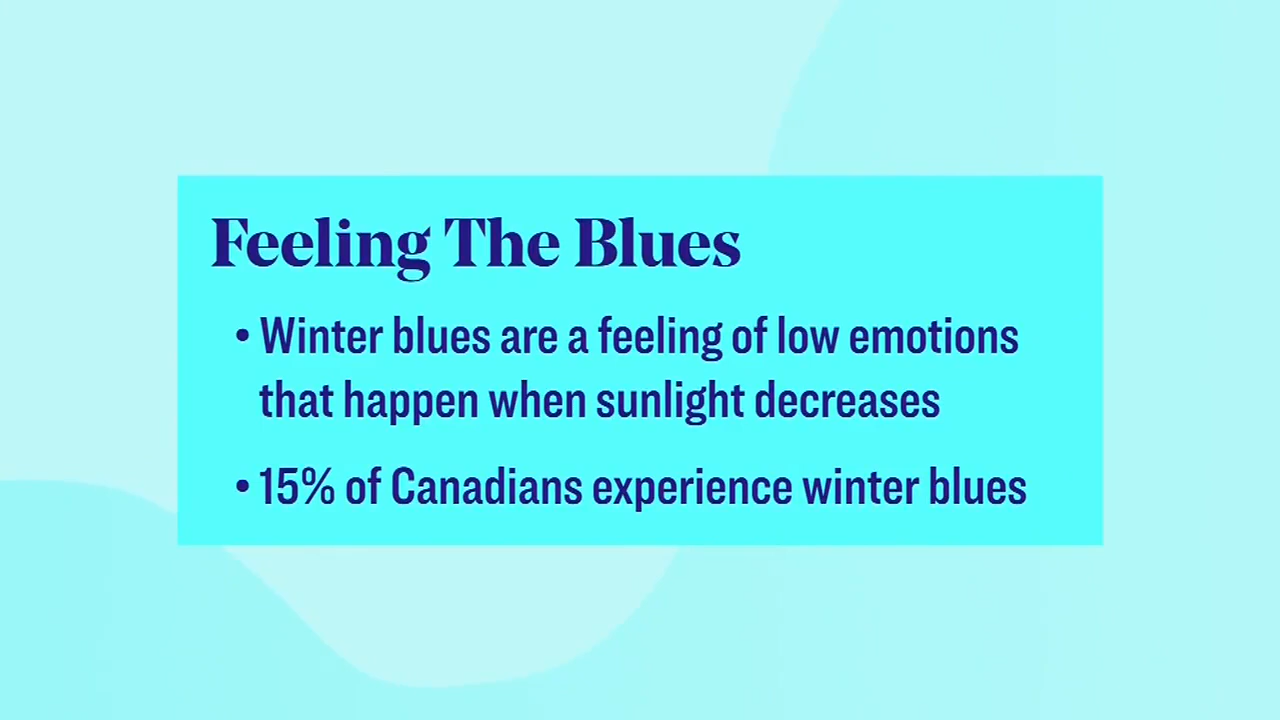 Feeling The Blues
• Winter blues are a feeling of low emotions
that happen when sunlight decreases
• 15% of Canadians experience winter blues